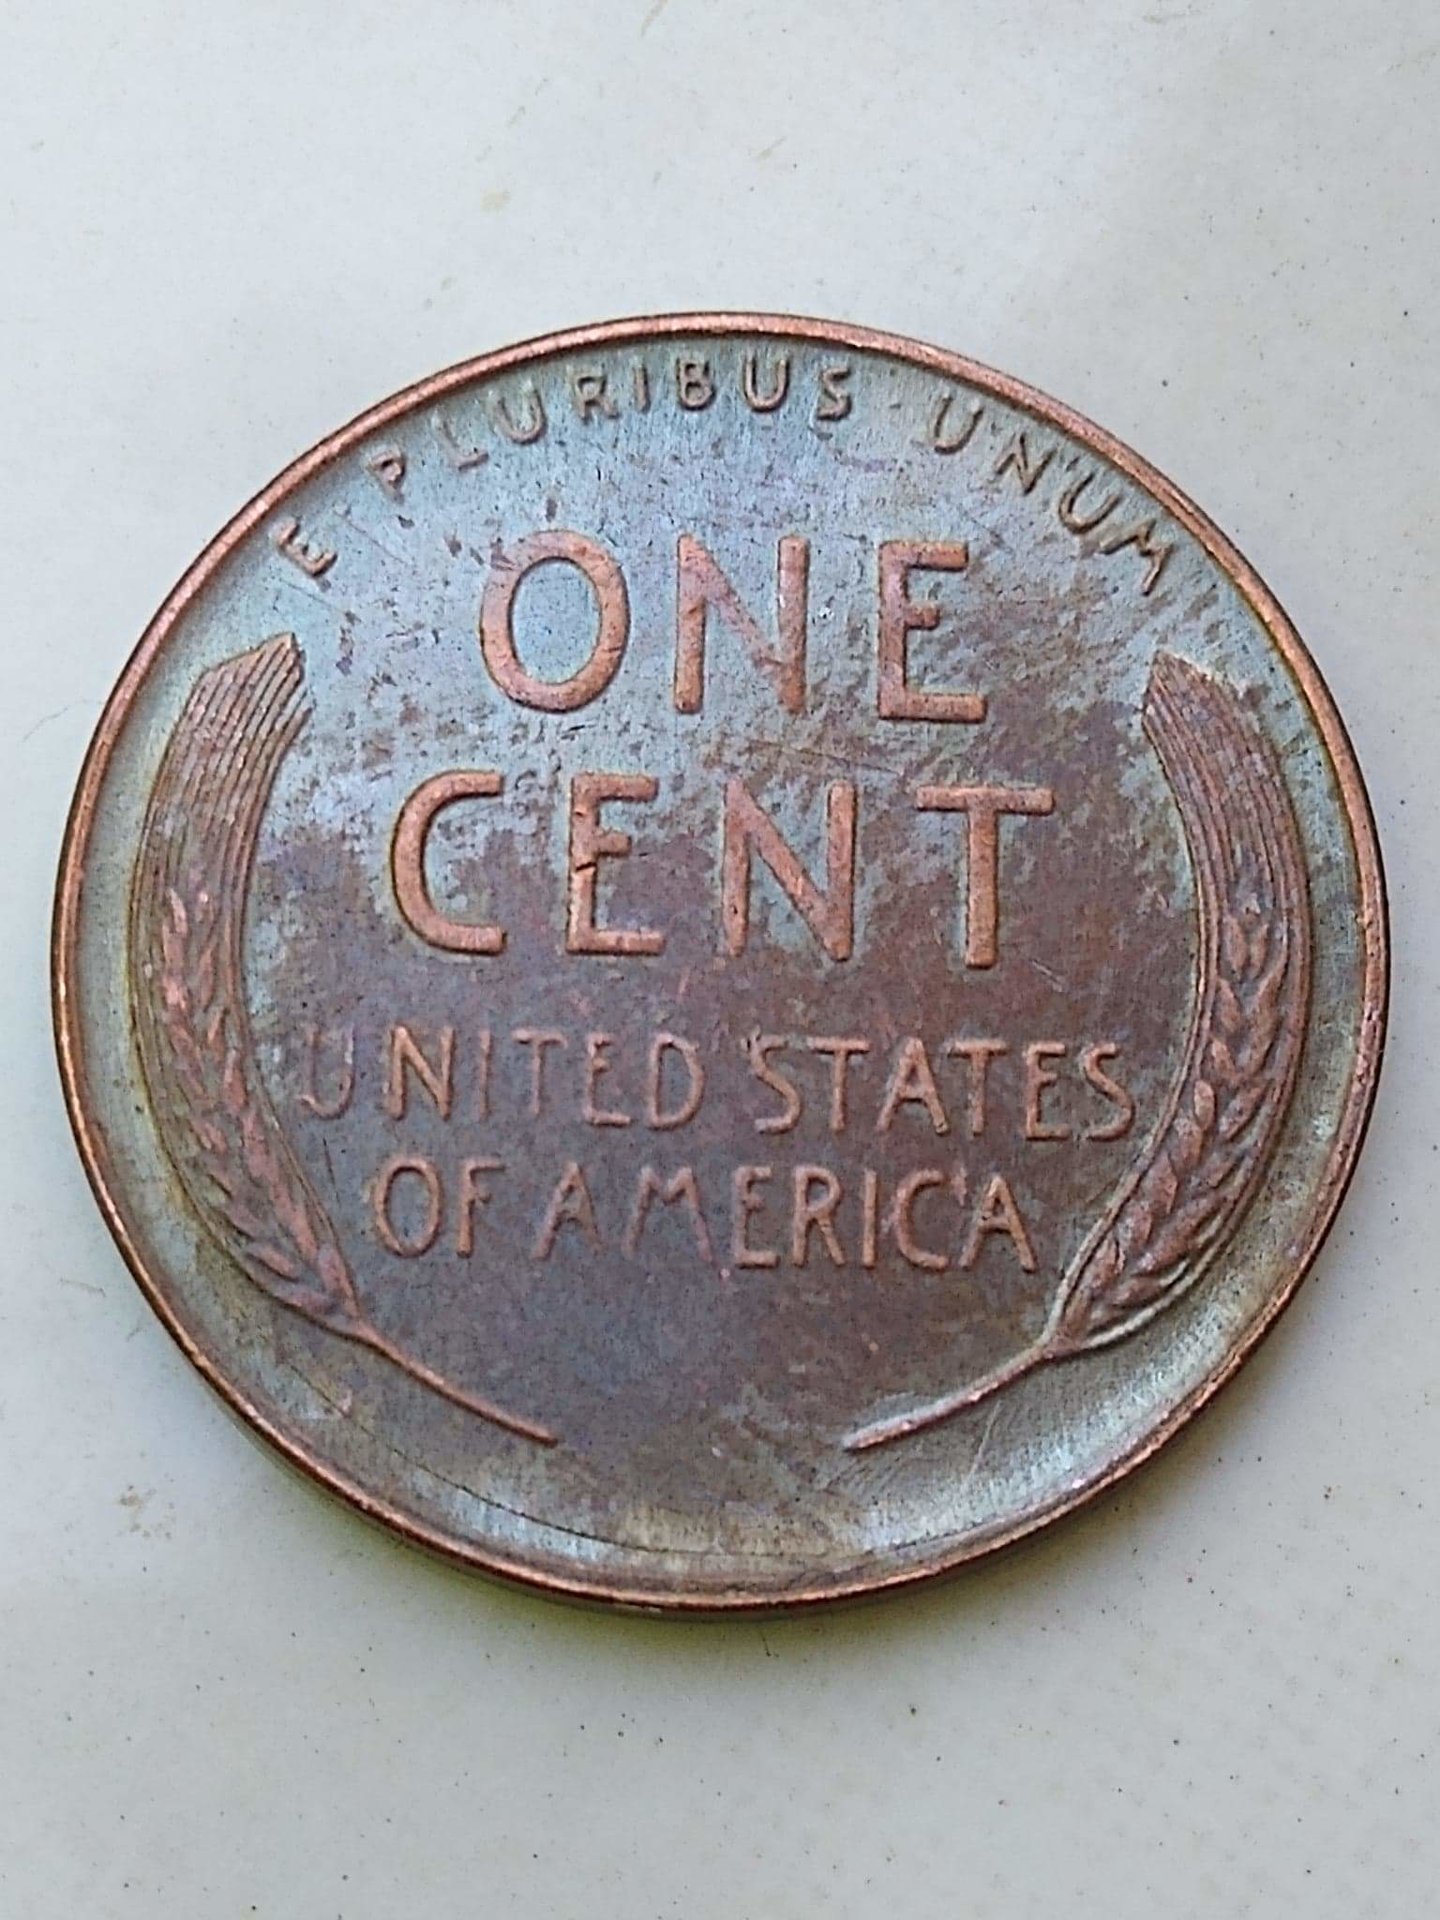 E PLURIBUS UNUM
ONE
CENT
UNITED STATES
OF AMERICA